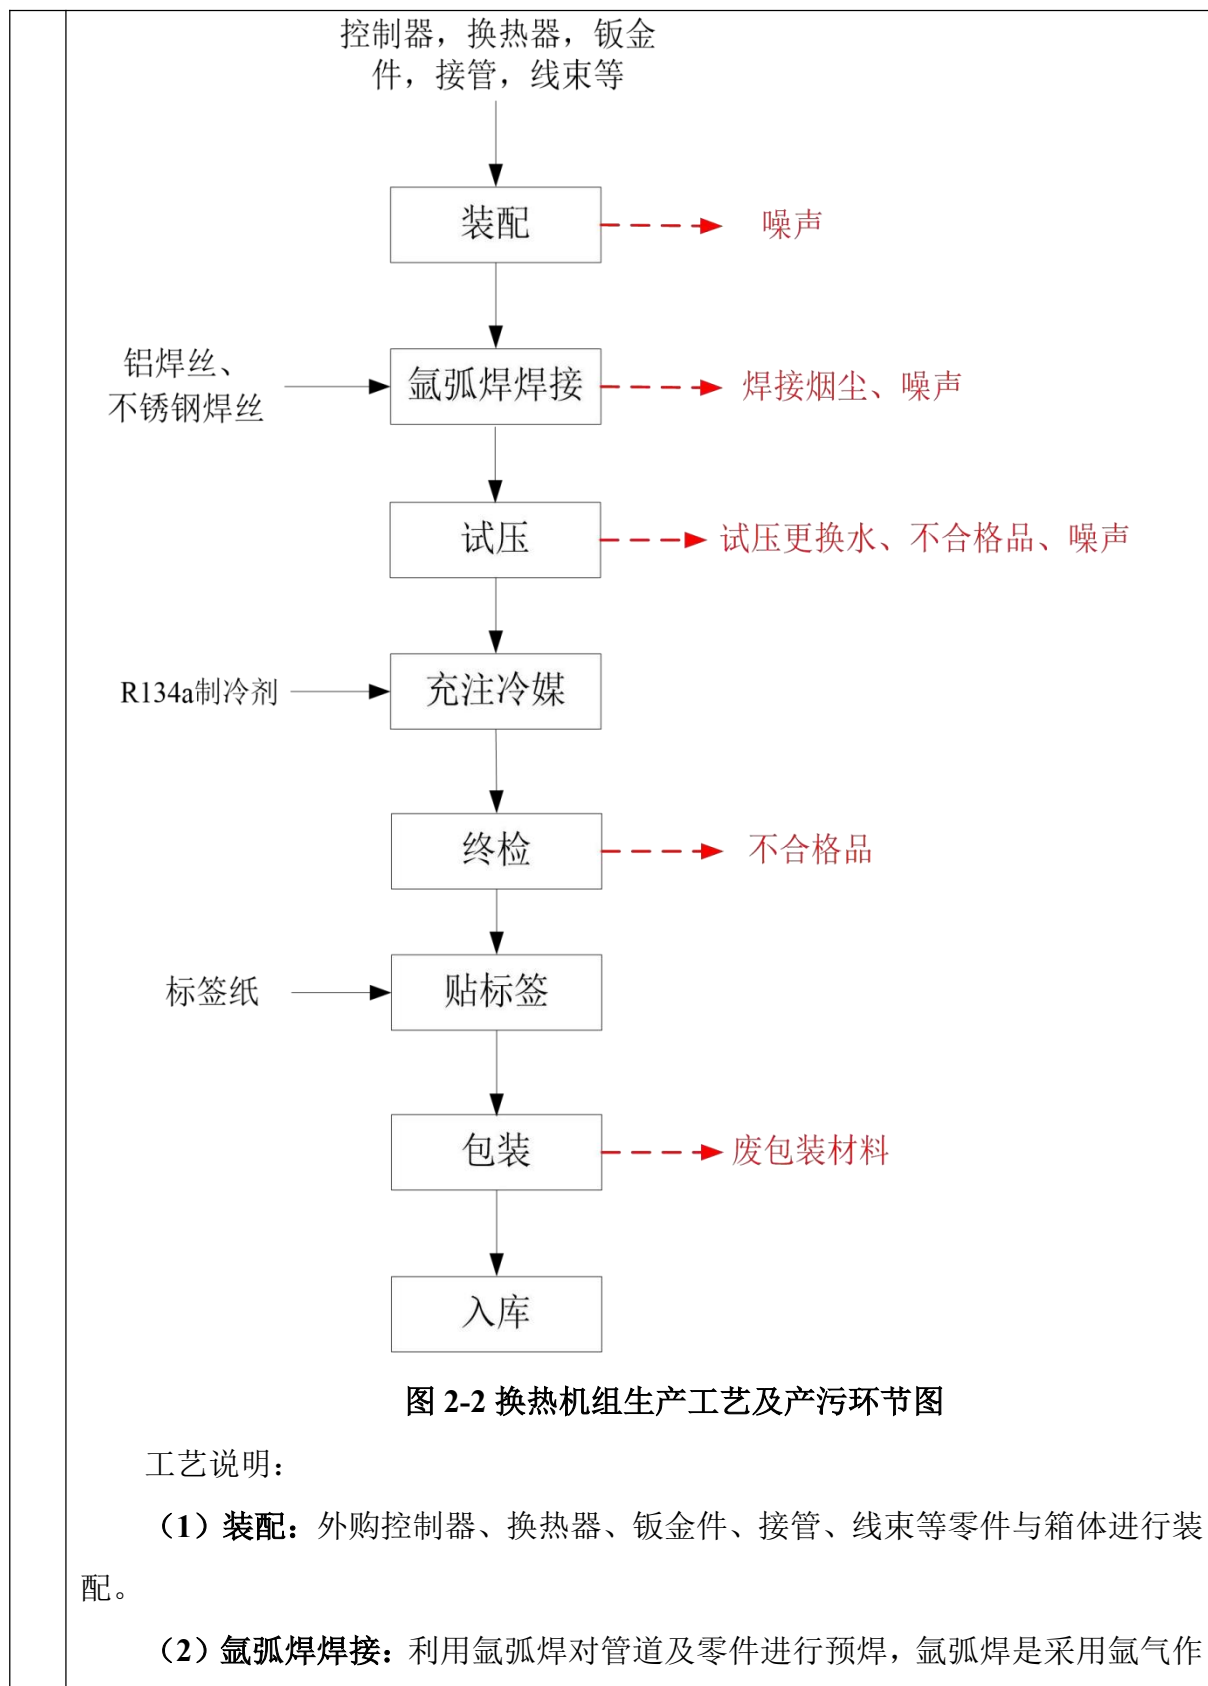 控制器，换热器，钣金
件，接管，线束等
装配
噪声
铝焊丝、
不锈钢焊丝
氩弧焊焊接
焊接烟尘、噪声
试压
试压更换水、不合格品、噪声
R134a制冷剂
充注冷媒
终检
不合格品
标签纸
贴标签
包装
废包装材料
入库
图 2-2 换热机组生产工艺及产污环节图
工艺说明：
（1）装配：外购控制器、换热器、钣金件、接管、线束等零件与箱体进行装
配。
（2）氩弧焊焊接：利用氩弧焊对管道及零件进行预焊，氩弧焊是采用氩气作